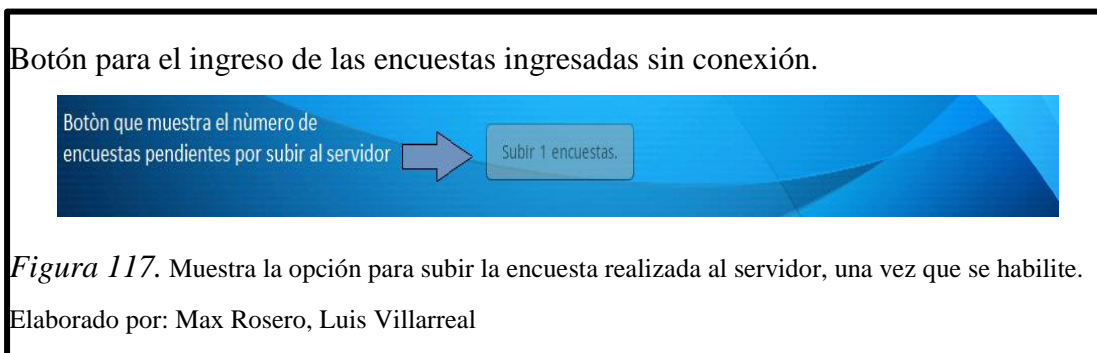 Botón para el ingreso de las encuestas ingresadas sin conexión.
Botòn que muestra el nùmero de
encuestas pendientes por subir al servidor
Subir 1 encuestas.
Figura 117. Muestra la opción para subir la encuesta realizada al servidor, una vez que se habilite.
Elaborado por: Max Rosero, Luis Villarreal